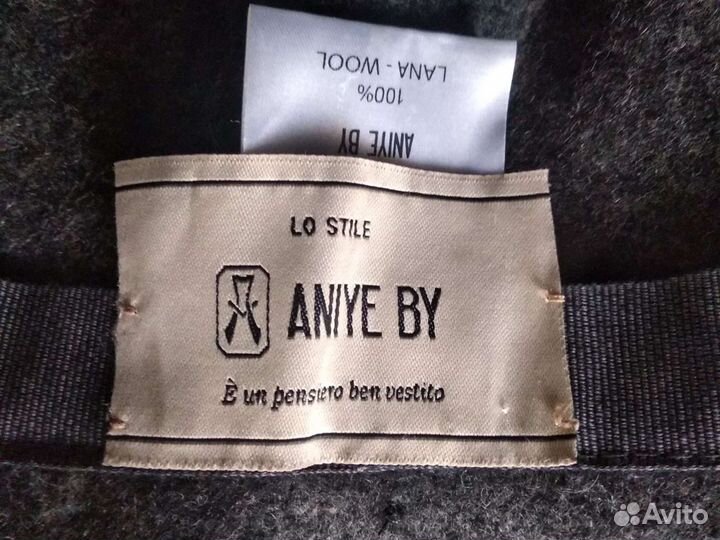 ANIYE BY
100%
LANA - WOOL
LO STILE
ANIYE BY
È un pensiero ben vestito
Avito